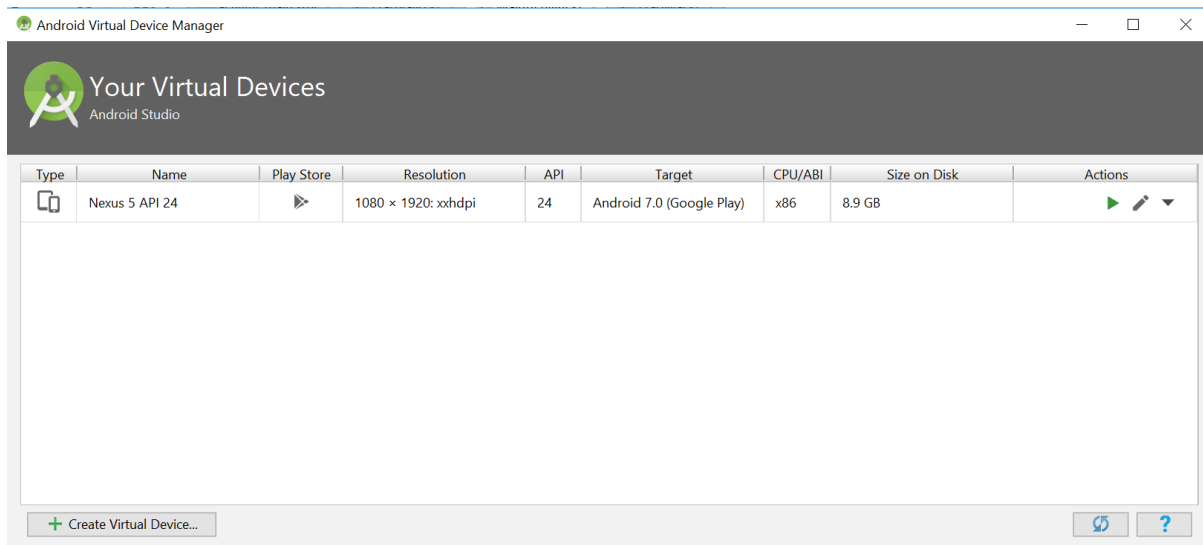 Android Virtual Device Manager
Your Virtual Devices
Android Studio
Type Name Play Store Resolution API Target CPU/ABI Size on Disk Actions
Nexus 5 API 24 1080 × 1920: xxhdpi 24 Android 7.0 (Google Play) x86 8.9 GB
Create Virtual Device...
?